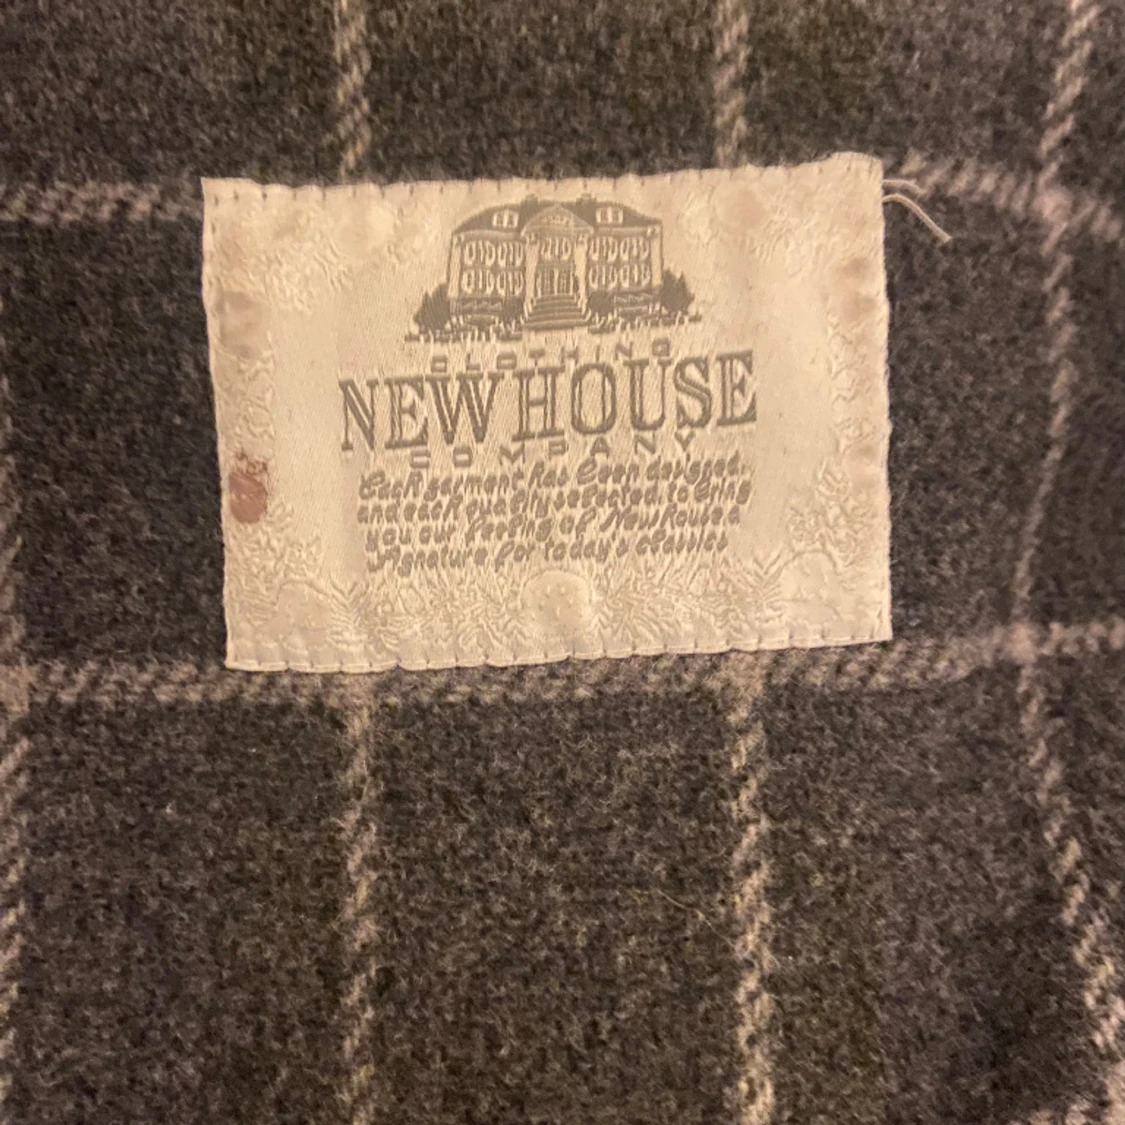 CLOTHING
NEW HOUSE
COMPANY
Each garment has been designed,
and each quality selected, to bring
you our feeling of New House a
signature for today's classics